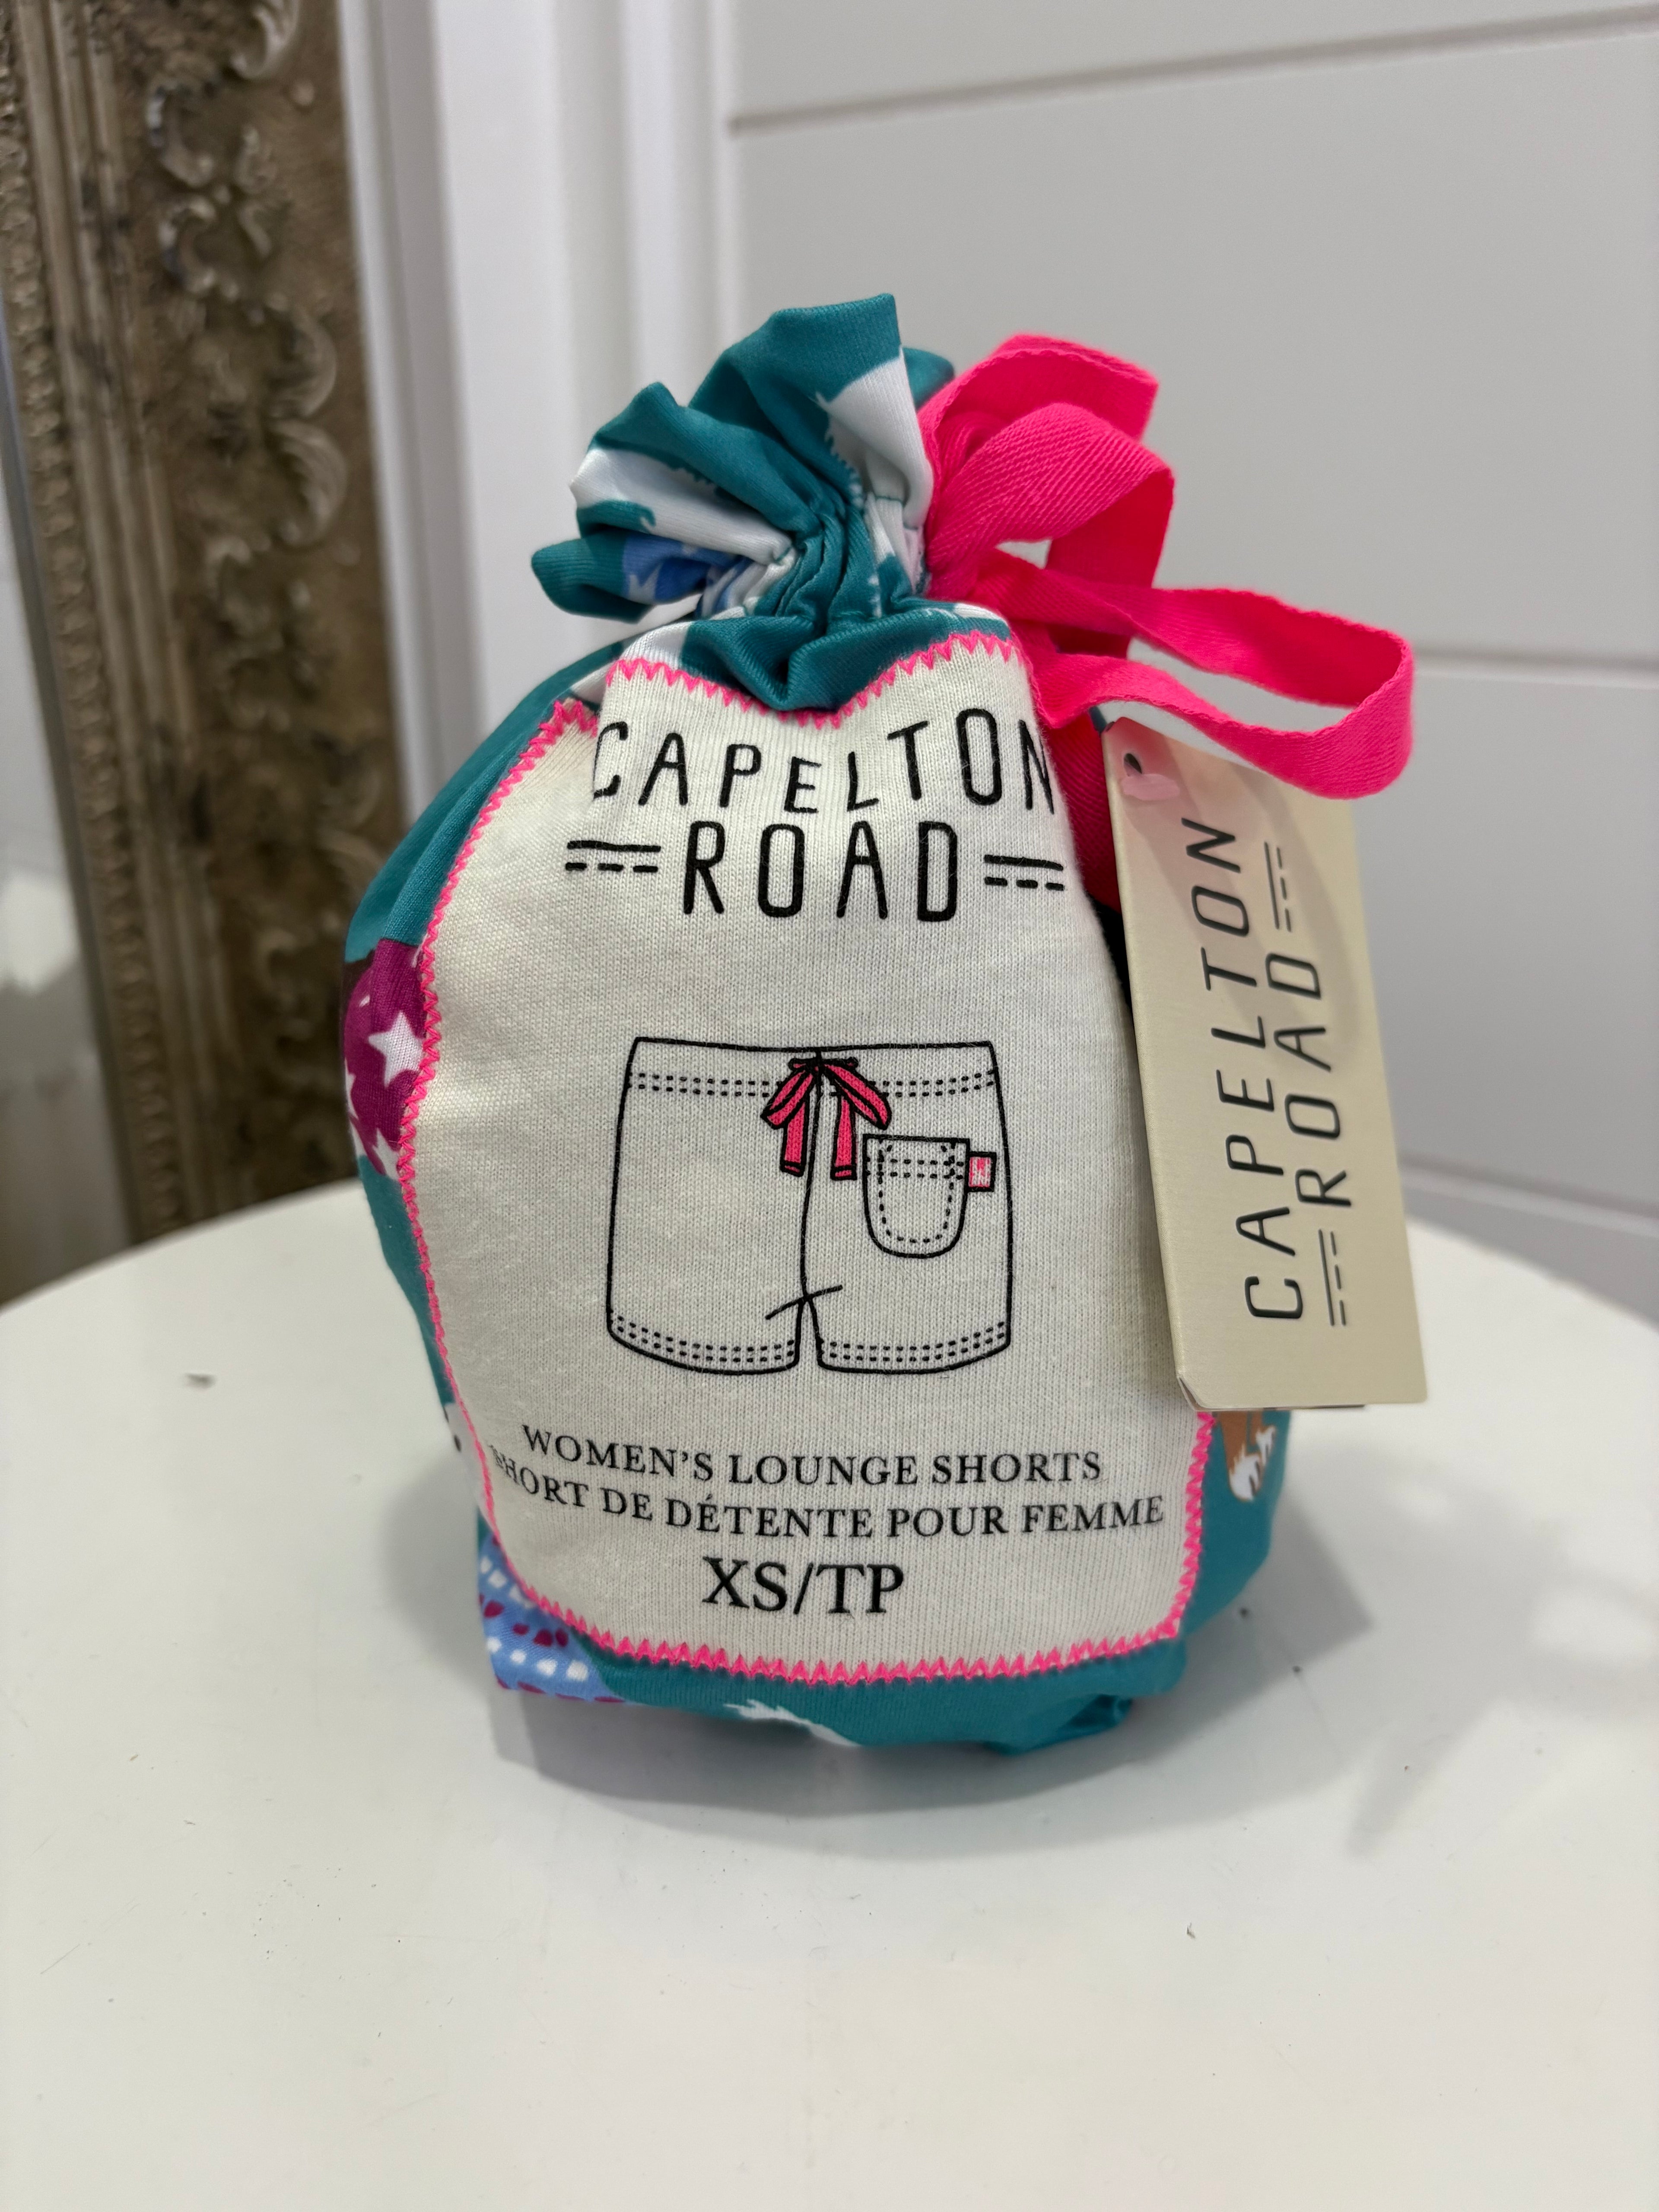 CAPELTON
ROAD
WOMEN'S LOUNGE SHORTS
SHORT DE DÉTENTE POUR FEMME
XS/TP
CAPELTON
ROAD